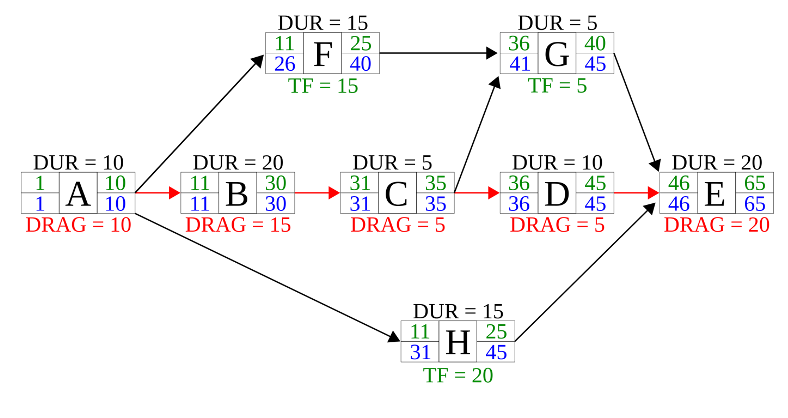 DUR = 15
11 F 25
26 40
TF = 15
DUR = 5
36 G 40
41 45
TF = 5
DUR = 10
1 A 10
1 10
DRAG = 10
DUR = 20
11 B 30
11 30
DRAG = 15
DUR = 5
31 C 35
31 35
DRAG = 5
DUR = 10
36 D 45
36 45
DRAG = 5
DUR = 20
46 E 65
46 65
DRAG = 20
DUR = 15
11 H 25
31 45
TF = 20